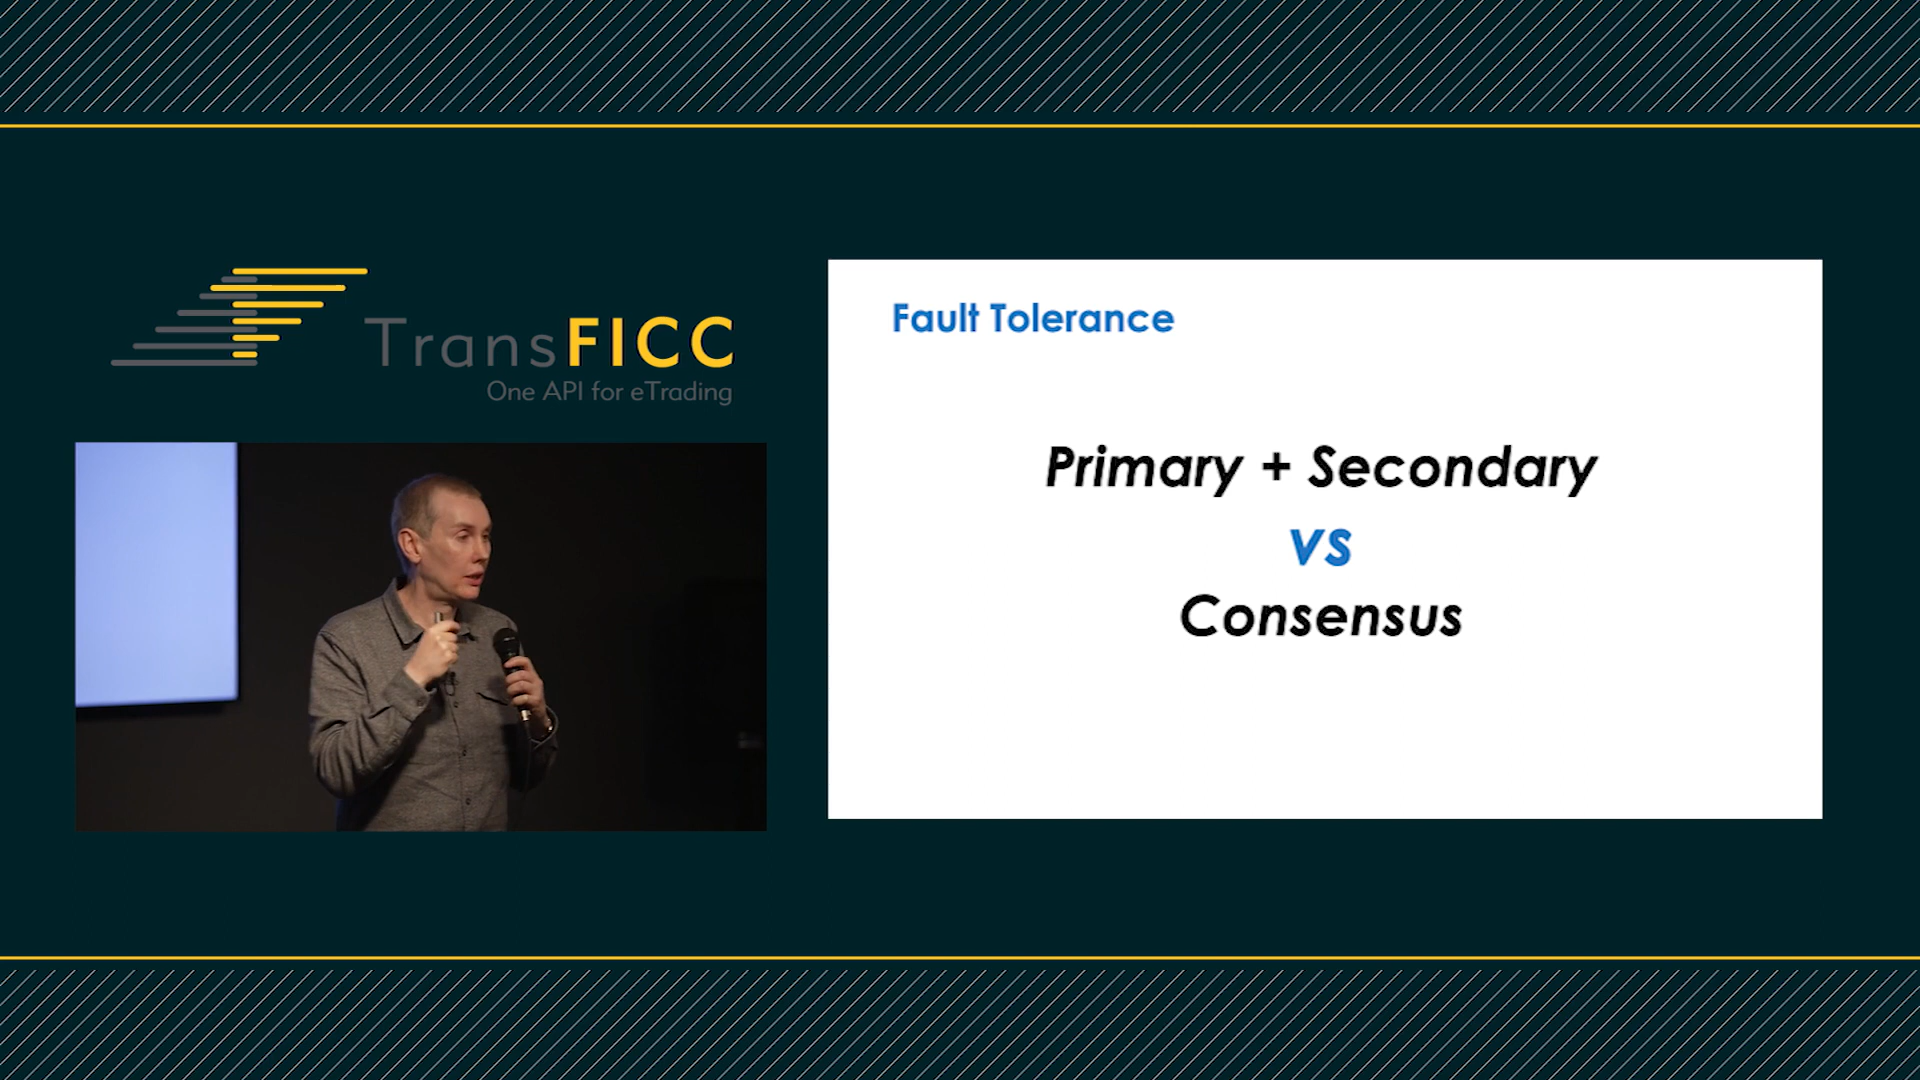 TransFICC
One API for eTrading
Fault Tolerance
Primary + Secondary
vs
Consensus